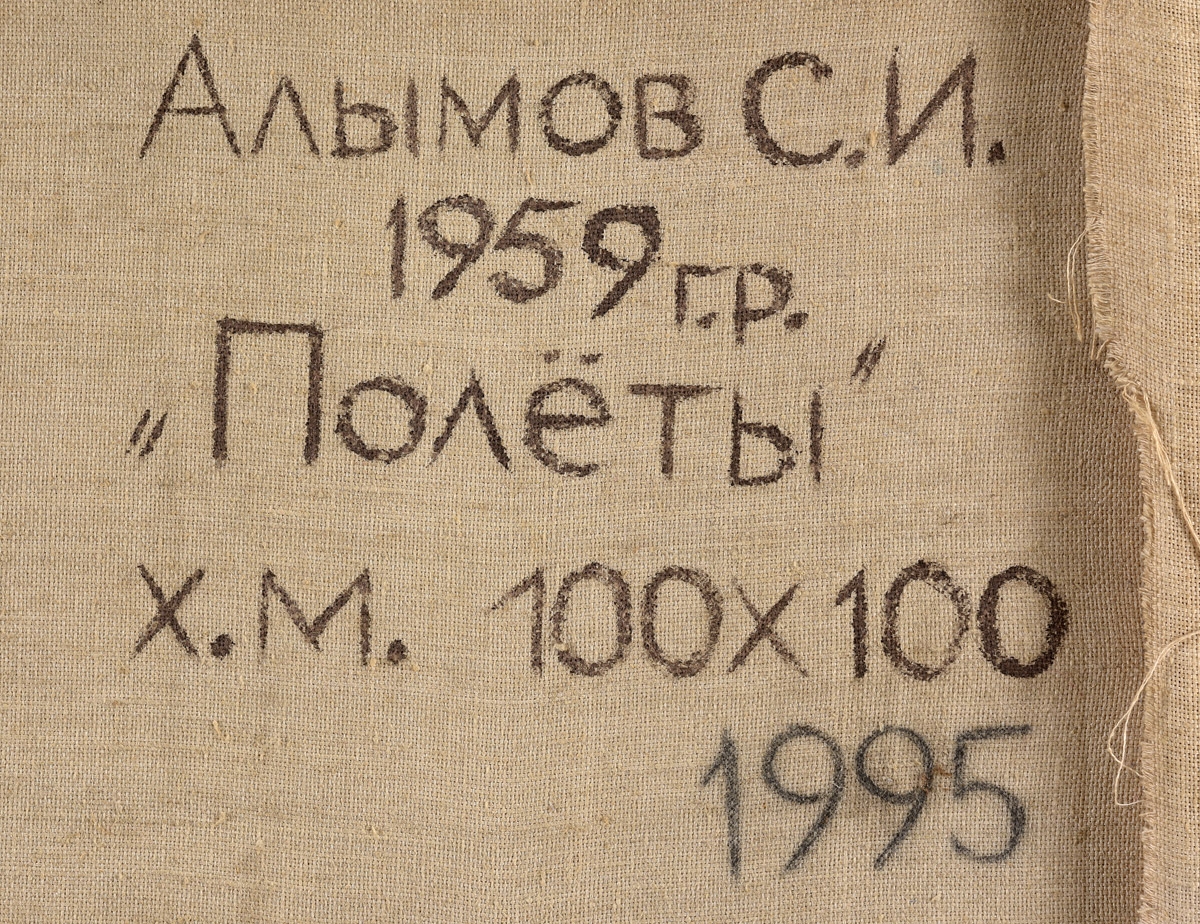 Алымов С.И.
1959 г.р.
„Полёты"
х.м. 100х100
1995